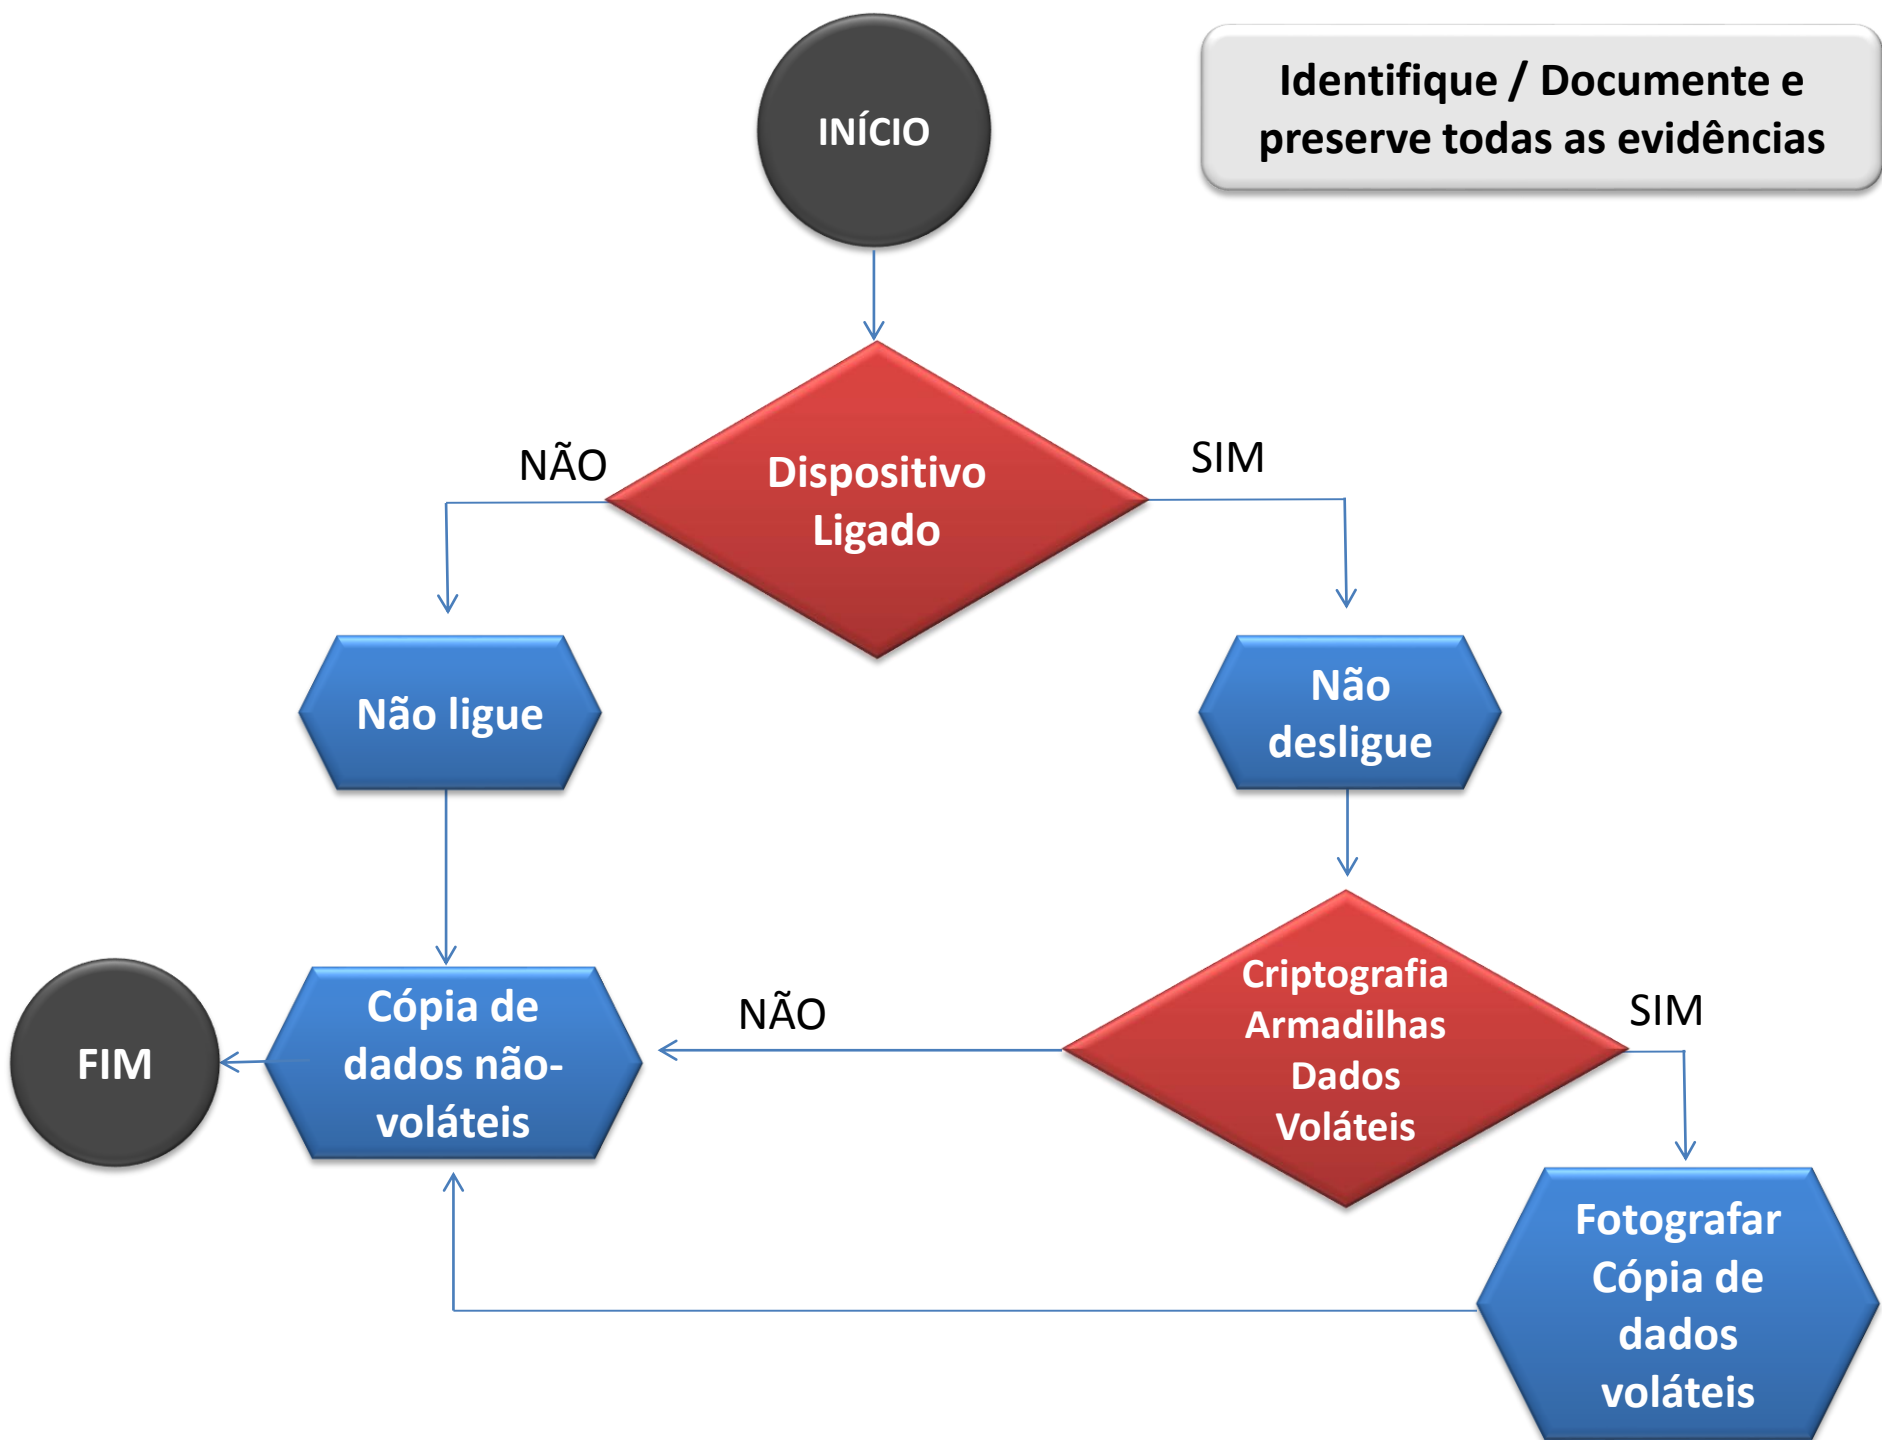 INÍCIO
Identifique / Documente e
preserve todas as evidências
NÃO
SIM
Dispositivo
Ligado
Não ligue
Não
desligue
FIM
Cópia de
dados não-
voláteis
NÃO
Criptografia
Armadilhas
Dados
Voláteis
SIM
Fotografar
Cópia de
dados
voláteis